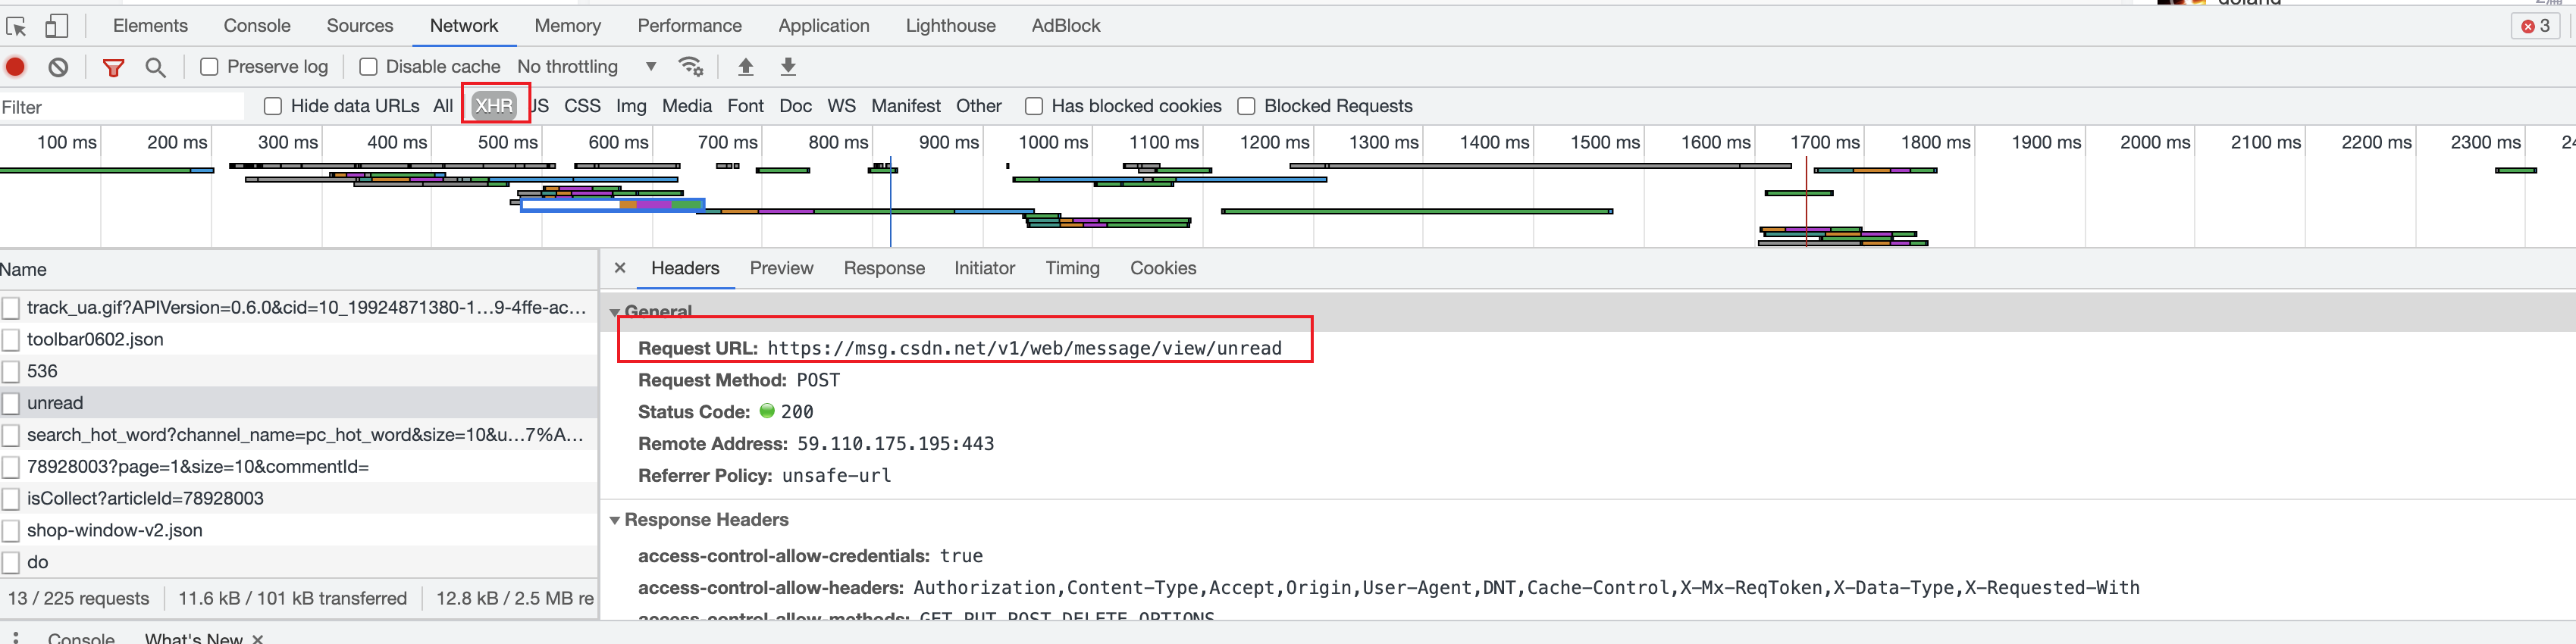 goland
Elements Console Sources Network Memory Performance Application Lighthouse AdBlock 3
Preserve log Disable cache No throttling
Filter Hide data URLs All XHR JS CSS Img Media Font Doc WS Manifest Other Has blocked cookies Blocked Requests
100 ms 200 ms 300 ms 400 ms 500 ms 600 ms 700 ms 800 ms 900 ms 1000 ms 1100 ms 1200 ms 1300 ms 1400 ms 1500 ms 1600 ms 1700 ms 1800 ms 1900 ms 2000 ms 2100 ms 2200 ms 2300 ms 24
Name
track_ua.gif?APIVersion=0.6.0&cid=10_19924871380-1…9-4ffe-ac…
toolbar0602.json
536
unread
search_hot_word?channel_name=pc_hot_word&size=10&u…7%A…
78928003?page=1&size=10&commentId=
isCollect?articleId=78928003
shop-window-v2.json
do
13 / 225 requests 11.6 kB / 101 kB transferred 12.8 kB / 2.5 MB re
Headers Preview Response Initiator Timing Cookies
General
Request URL: https://msg.csdn.net/v1/web/message/view/unread
Request Method: POST
Status Code: 200
Remote Address: 59.110.175.195:443
Referrer Policy: unsafe-url
Response Headers
access-control-allow-credentials: true
access-control-allow-headers: Authorization,Content-Type,Accept,Origin,User-Agent,DNT,Cache-Control,X-Mx-ReqToken,X-Data-Type,X-Requested-With
access-control-allow-methods: GET,PUT,POST,DELETE,OPTIONS
Console What's New